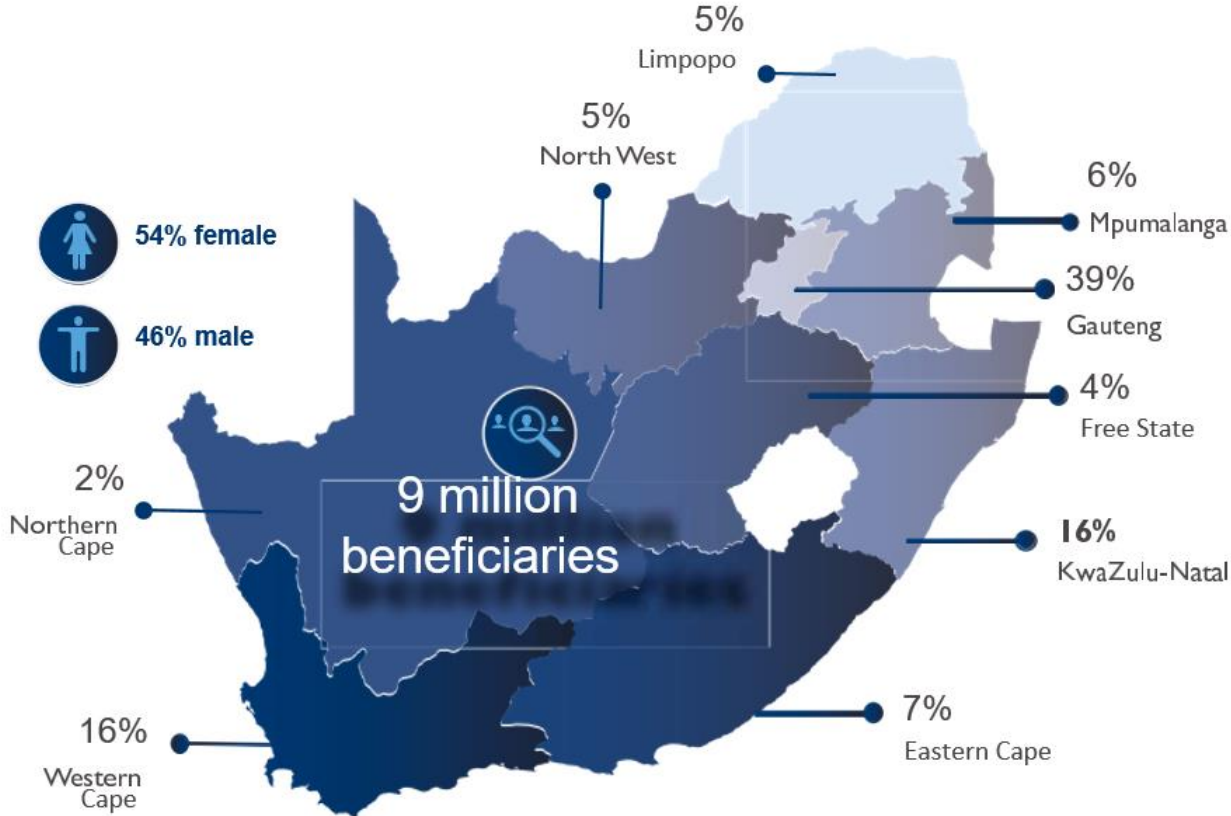 5%
Limpopo
5%
North West
6%
Mpumalanga
54% female
39%
Gauteng
46% male
4%
Free State
2%
Northern
Cape
9 million
beneficiaries
16%
KwaZulu-Natal
7%
Eastern Cape
16%
Western
Cape